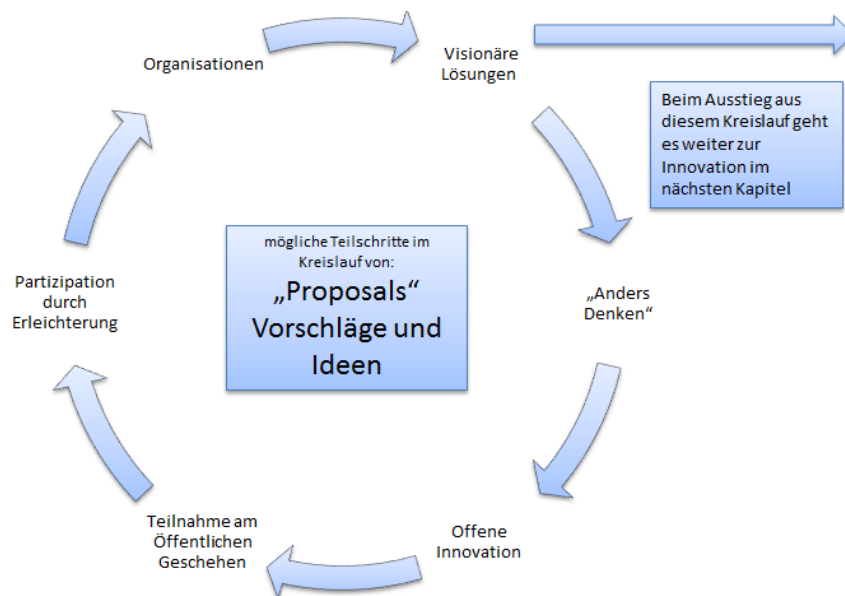 Organisationen
Visionäre
Lösungen
Beim Ausstieg aus
diesem Kreislauf geht
es weiter zur
Innovation im
nächsten Kapitel
mögliche Teilschritte im
Kreislauf von:
„Proposals“
Vorschläge und
Ideen
„Anders
Denken“
Offene
Innovation
Teilnahme am
Öffentlichen
Geschehen
Partizipation
durch
Erleichterung